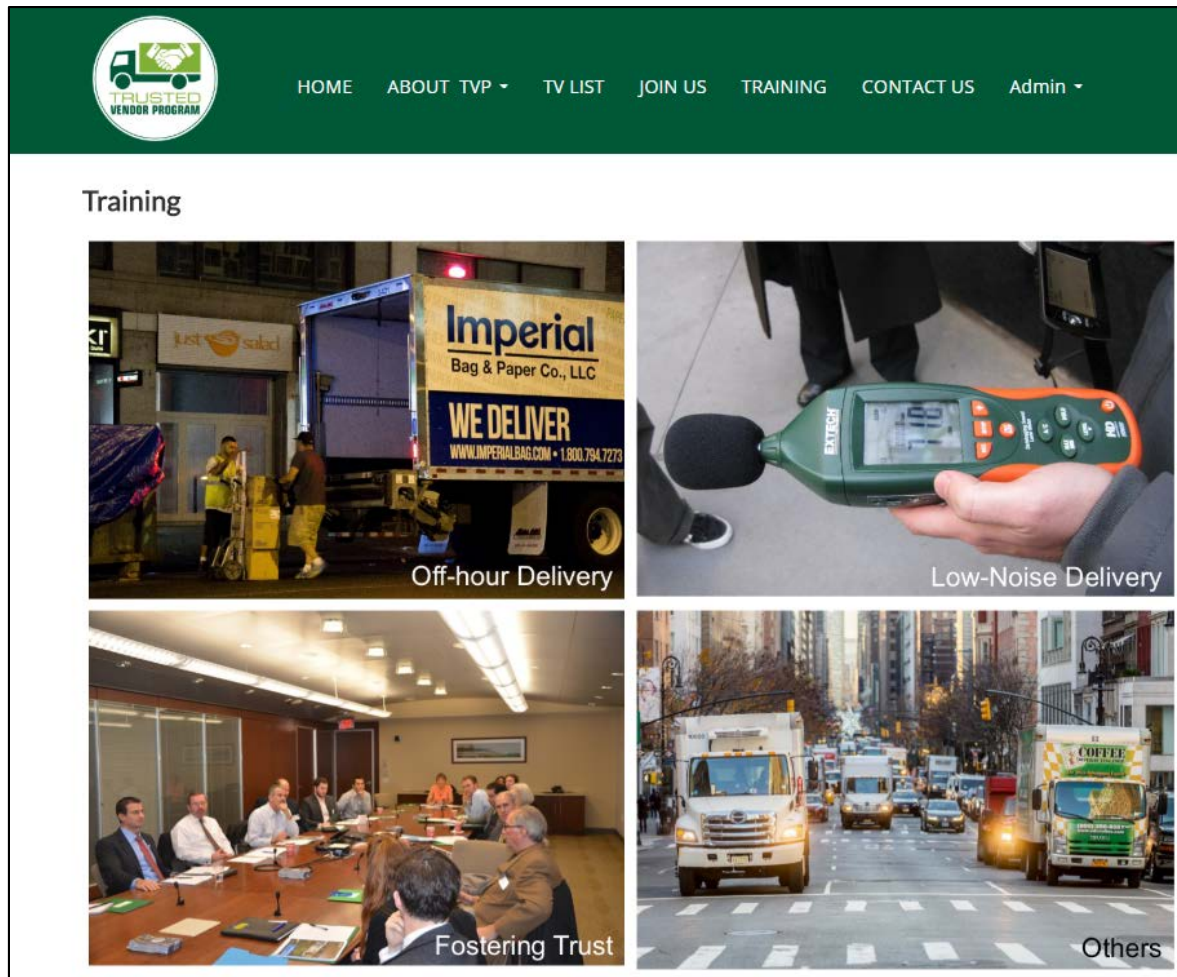 TRUSTED
VENDOR PROGRAM
HOME ABOUT TVP TV LIST JOIN US TRAINING CONTACT US Admin
Training
just salad
Imperial
Bag & Paper Co., LLC
WE DELIVER
WWW.IMPERIALBAG.COM • 1.800.794.7273
Off-hour Delivery
EXTECH
HD
Low-Noise Delivery
Fostering Trust
COFFEE
Others